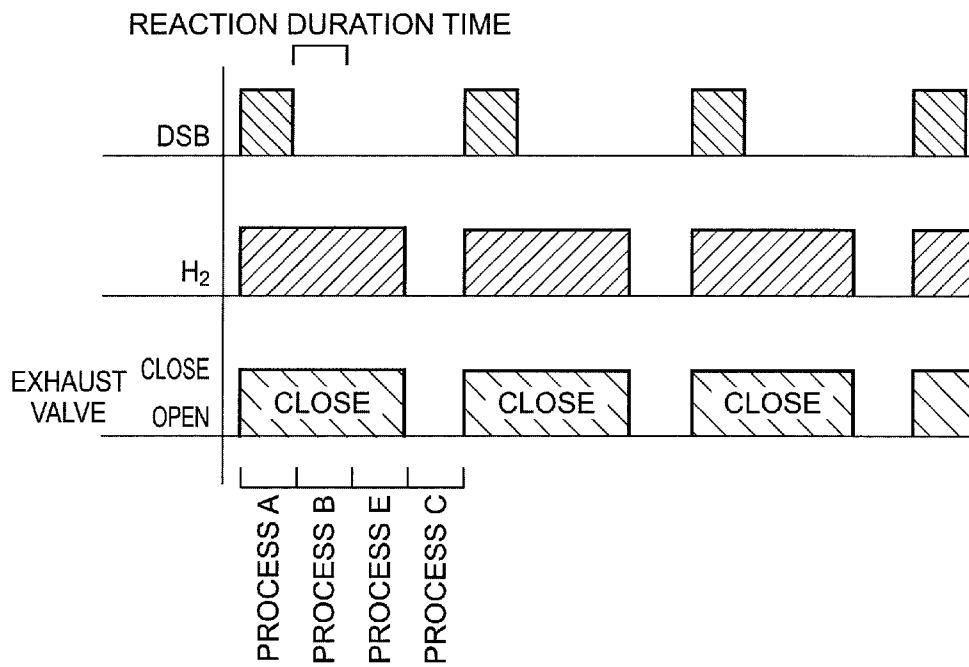 REACTION DURATION TIME
DSB
H₂
EXHAUST VALVE
CLOSE
OPEN
CLOSE
CLOSE
CLOSE
PROCESS A
PROCESS B
PROCESS E
PROCESS C